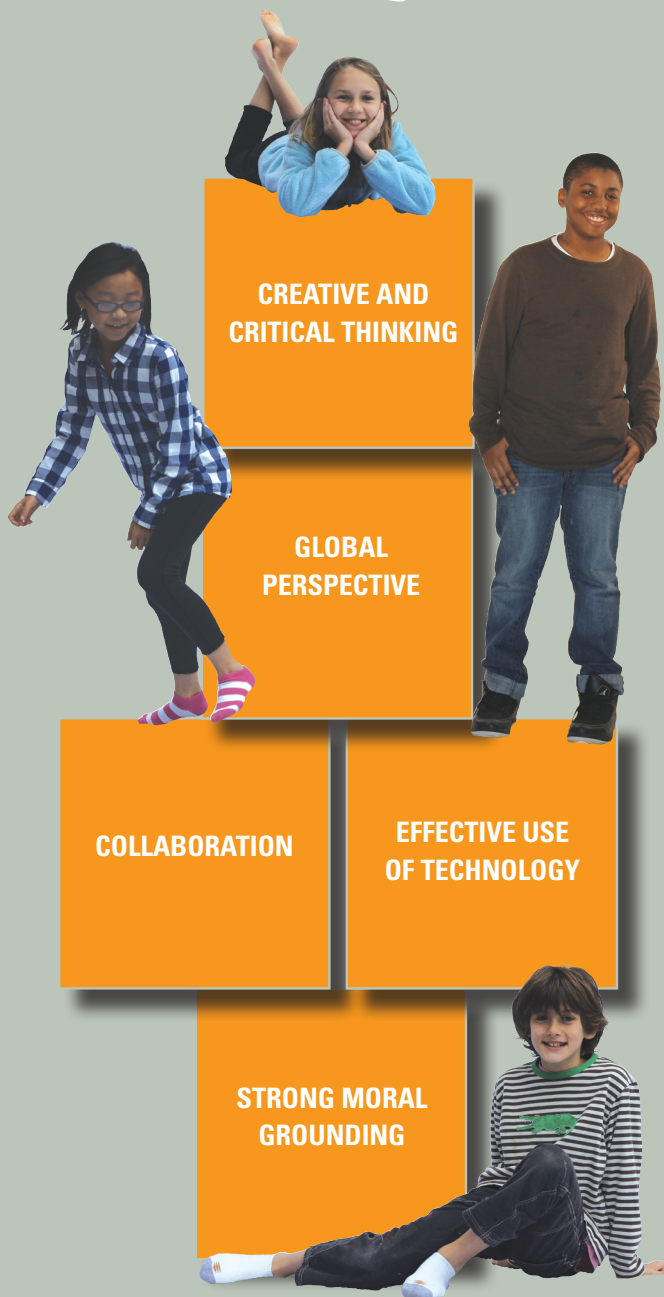 CREATIVE AND
CRITICAL THINKING
GLOBAL
PERSPECTIVE
COLLABORATION
EFFECTIVE USE
OF TECHNOLOGY
STRONG MORAL
GROUNDING